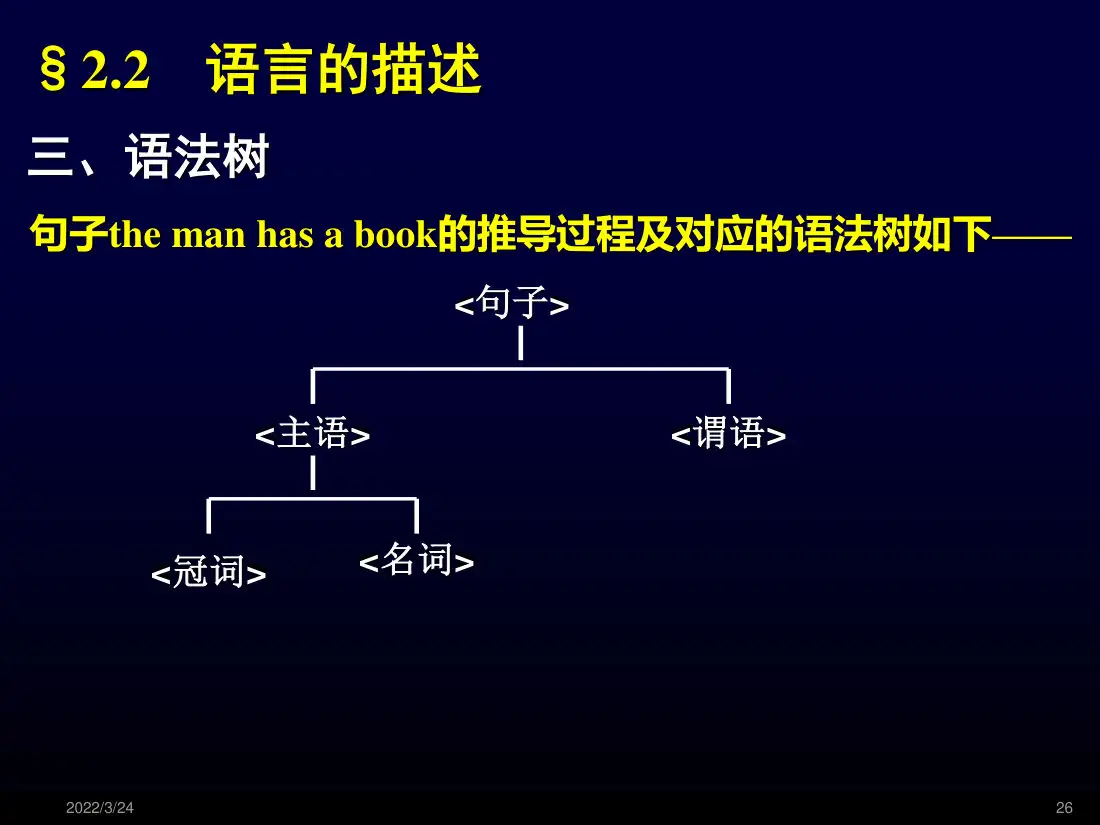 §2.2 语言的描述
三、语法树
句子the man has a book的推导过程及对应的语法树如下——
<句子>
<主语> <谓语>
<冠词> <名词>
2022/3/24 26